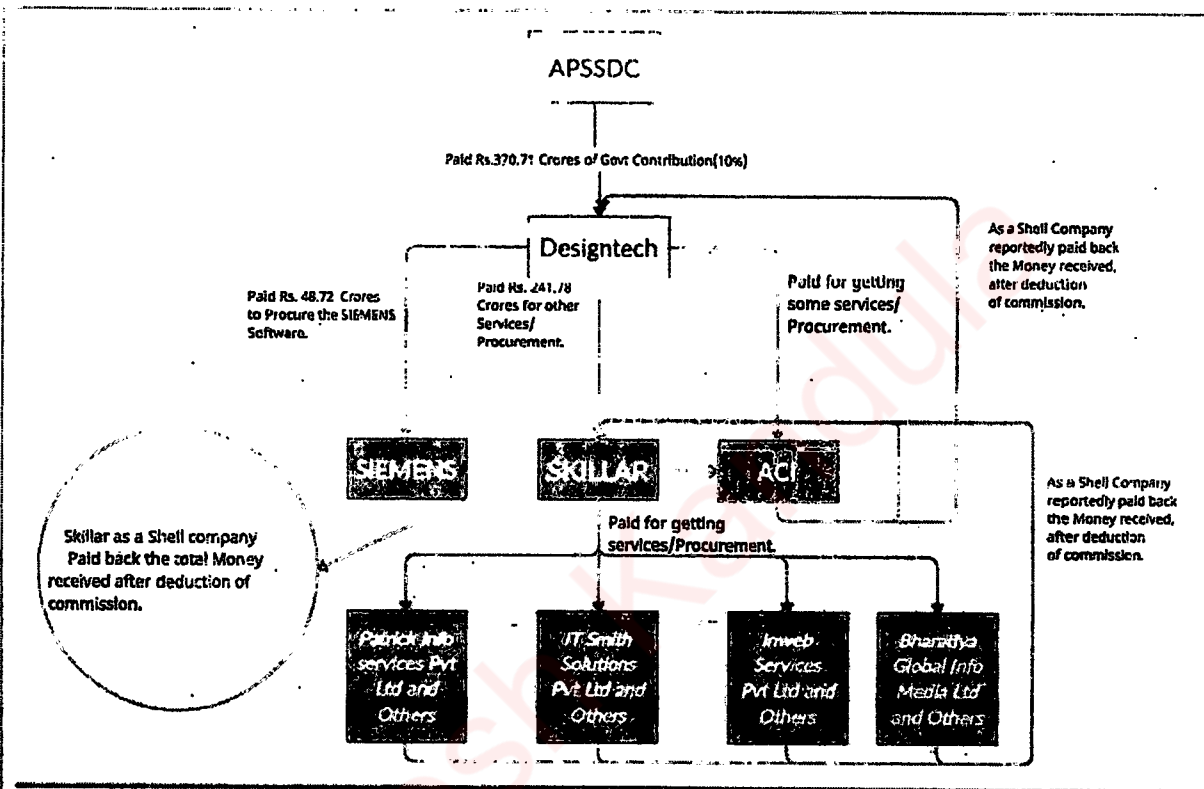 APSSDC
Paid Rs.370.71 Crores of Govt Contribution(10%)
Designtech
As a Shell Company
reportedly paid back
the Money received,
after deduction
of commission.
Paid Rs. 48.72 Crores
to Procure the SIEMENS
Software.
Paid Rs. 241.78
Crores for other
Services/
Procurement.
Paid for getting
some services/
Procurement.
SIEMENS
SKILLAR
ACI
As a Shell Company
reportedly paid back
the Money received,
after deduction
of commission.
Skillar as a Shell company
Paid back the total Money
received after deduction of
commission.
Paid for getting
services/Procurement.
Patrick Info
services Pvt
Ltd and
Others
IT Smith
Solutions
Pvt Ltd and
Others
Inweb
Services
Pvt Ltd and
Others
Bharatiya
Global Info
Media Ltd
and Others